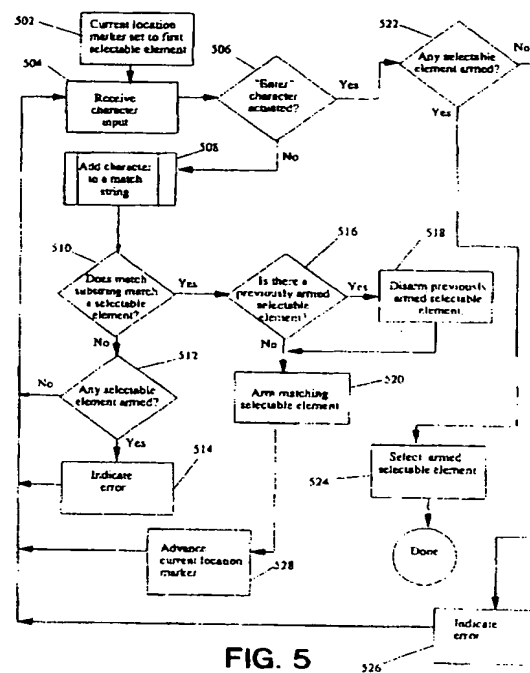 502
Current location
marker set to first
selectable element
504
Receive
character
input
506
"Enter"
character
actuated?
Yes
No
522
Any selectable
element armed?
No
Yes
508
Add character
to a match
string
510
Does match
substring match
a selectable
element?
Yes
No
516
Is there a
previously armed
selectable
element?
Yes
No
518
Disarm previously
armed selectable
element
512
Any selectable
element armed?
No
Yes
520
Arm matching
selectable element
514
Indicate
error
524
Select armed
selectable element
Done
Advance
current location
marker
528
Indicate
error
526
FIG. 5